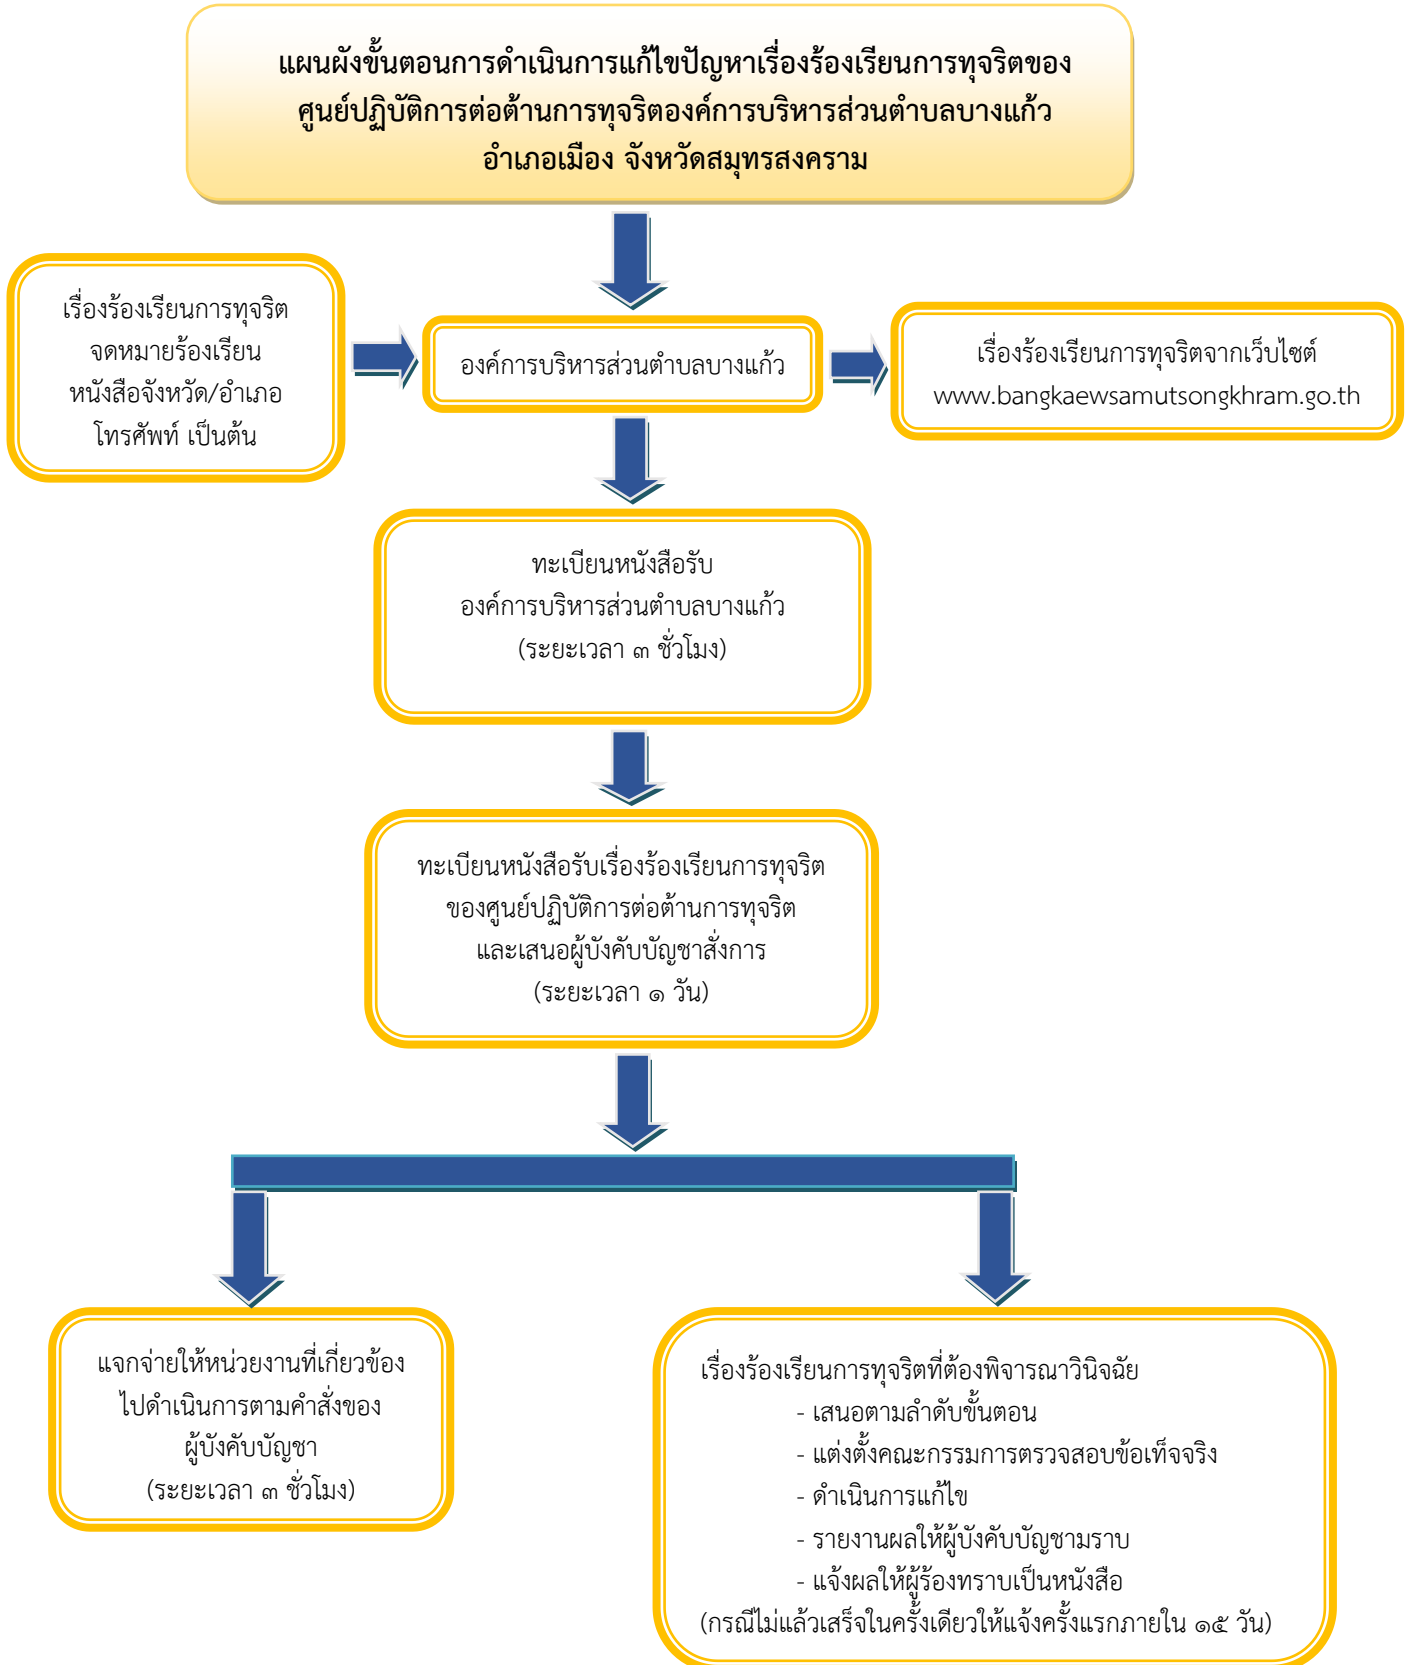 แผนผังขั้นตอนการดำเนินการแก้ไขปัญหาเรื่องร้องเรียนการทุจริตของ
ศูนย์ปฏิบัติการต่อต้านการทุจริตองค์การบริหารส่วนตำบลบางแก้ว
อำเภอเมือง จังหวัดสมุทรสงคราม
เรื่องร้องเรียนการทุจริต
จดหมายร้องเรียน
หนังสือจังหวัด/อำเภอ
โทรศัพท์ เป็นต้น
องค์การบริหารส่วนตำบลบางแก้ว
เรื่องร้องเรียนการทุจริตจากเว็บไซต์
www.bangkaewsamutsongkhram.go.th
ทะเบียนหนังสือรับ
องค์การบริหารส่วนตำบลบางแก้ว
(ระยะเวลา ๓ ชั่วโมง)
ทะเบียนหนังสือรับเรื่องร้องเรียนการทุจริต
ของศูนย์ปฏิบัติการต่อต้านการทุจริต
และเสนอผู้บังคับบัญชาสั่งการ
(ระยะเวลา ๑ วัน)
แจกจ่ายให้หน่วยงานที่เกี่ยวข้อง
ไปดำเนินการตามคำสั่งของ
ผู้บังคับบัญชา
(ระยะเวลา ๓ ชั่วโมง)
เรื่องร้องเรียนการทุจริตที่ต้องพิจารณาวินิจฉัย
- เสนอตามลำดับขั้นตอน
- แต่งตั้งคณะกรรมการตรวจสอบข้อเท็จจริง
- ดำเนินการแก้ไข
- รายงานผลให้ผู้บังคับบัญชามราบ
- แจ้งผลให้ผู้ร้องทราบเป็นหนังสือ
(กรณีไม่แล้วเสร็จในครั้งเดียวให้แจ้งครั้งแรกภายใน ๑๕ วัน)